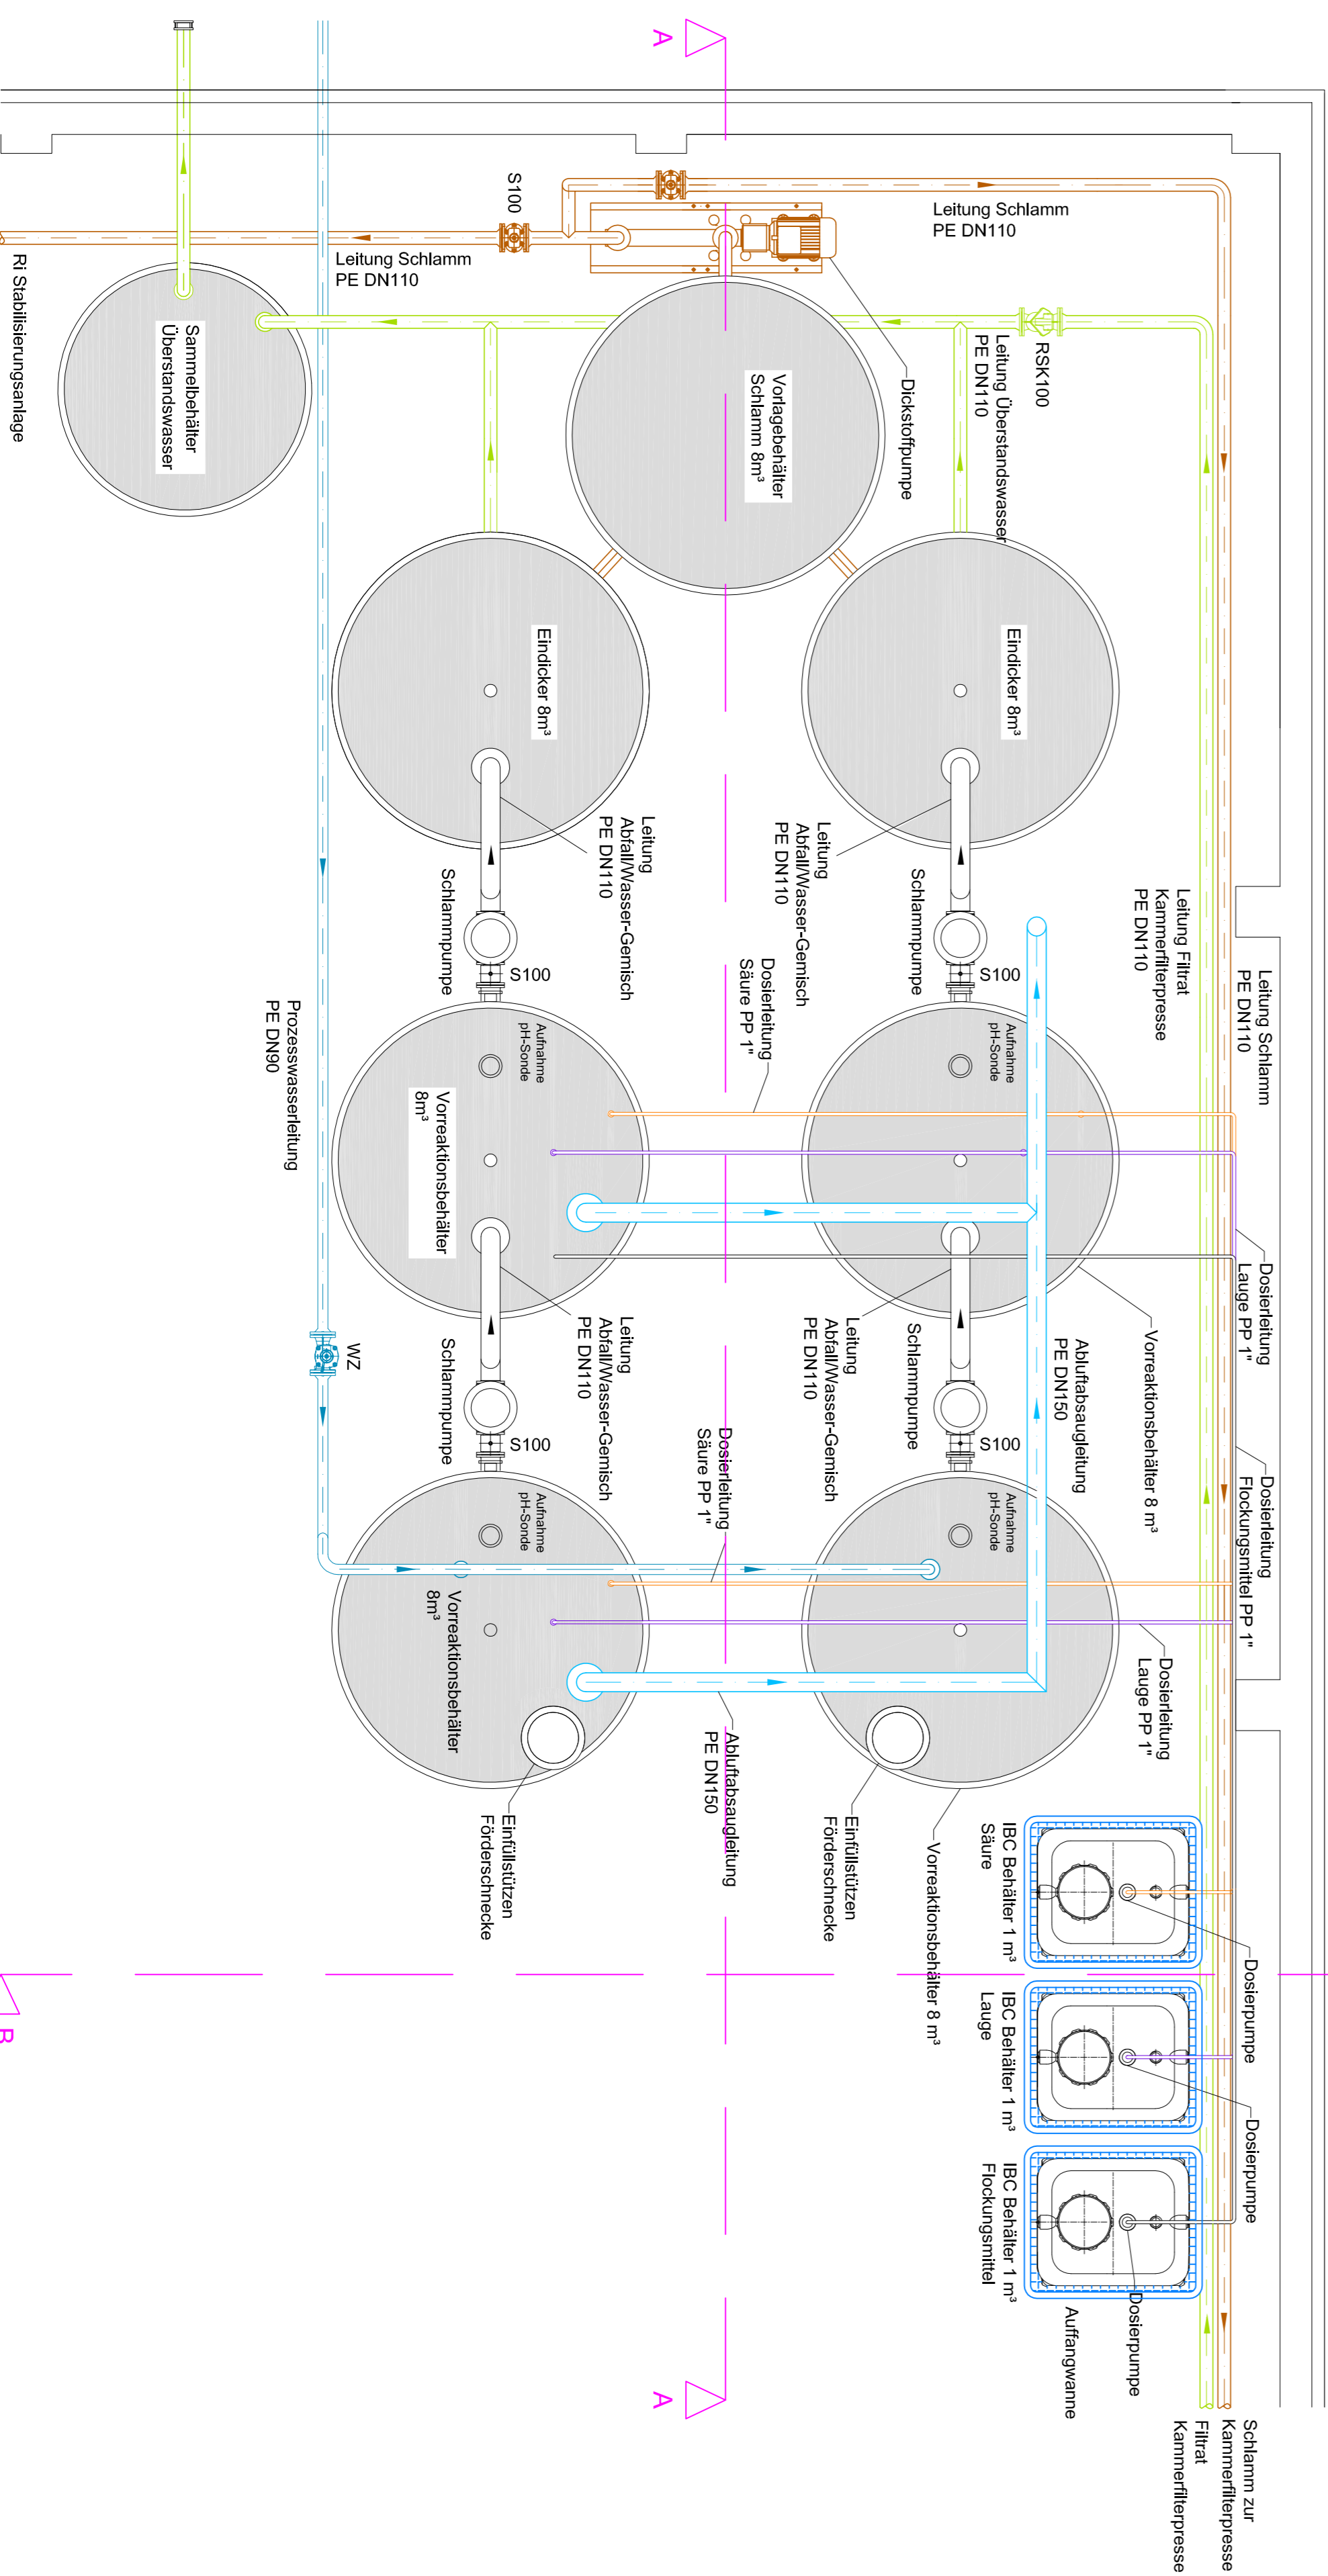 Schlamm zur
Kammerfilterpresse
Filtrat
Kammerfilterpresse
Leitung Schlamm
PE DN110
Leitung Schlamm
PE DN110
Leitung Schlamm
PE DN110
Leitung Filtrat
Kammerfilterpresse
PE DN110
Dosierleitung
Lauge PP 1"
Dosierleitung
Flockungsmittel PP 1"
Dosierleitung
Lauge PP 1"
Vorreaktionsbehälter 8 m³
Abluftabsaugleitung
PE DN150
Dosierpumpe
Dosierpumpe
Dosierpumpe
Auffangwanne
IBC Behälter 1 m³
Säure
IBC Behälter 1 m³
Lauge
IBC Behälter 1 m³
Flockungsmittel
RSK100
Leitung Überstandswasser
PE DN110
Dickstoffpumpe
Eindicker 8m³
Schlammpumpe
S100
Aufnahme
pH-Sonde
Schlammpumpe
S100
Aufnahme
pH-Sonde
Leitung
Abfall/Wasser-Gemisch
PE DN110
Leitung
Abfall/Wasser-Gemisch
PE DN110
Vorreaktionsbehälter 8 m³
Einfüllstützen
Förderschnecke
Dosierleitung
Säure PP 1"
Dosierleitung
Säure PP 1"
Abluftabsaugleitung
PE DN150
Vorlagebehälter
Schlamm 8m³
A
A
Leitung
Abfall/Wasser-Gemisch
PE DN110
Leitung
Abfall/Wasser-Gemisch
PE DN110
S100
Eindicker 8m³
Schlammpumpe
S100
Aufnahme
pH-Sonde
Vorreaktionsbehälter
8m³
Schlammpumpe
S100
Aufnahme
pH-Sonde
Vorreaktionsbehälter
8m³
Einfüllstützen
Förderschnecke
WZ
Prozesswasserleitung
PE DN90
Sammelbehälter
Überstandswasser
Ri Stabilisierungsanlage
B